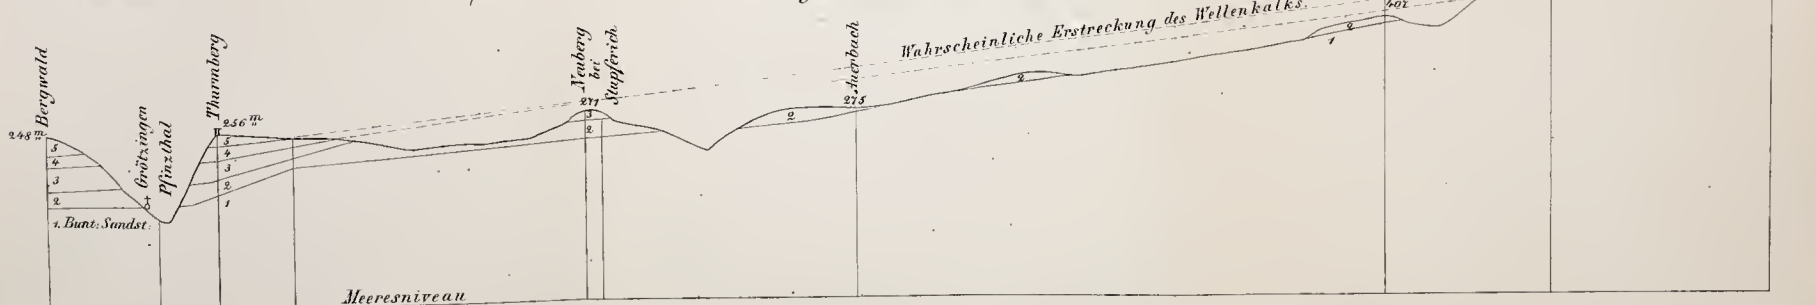 Wahrscheinliche Erstreckung des Wellenkalks.
402
2
1
Bergwald
248 m
Grötzingen
Pfinzthal
Thurmberg
256 m
Neuberg
bei
Stupferich
271
3
2
Auerbach
275
2
2
5
4
3
2
1. Bunt: Sandst:
5
4
3
2
1
Meeresniveau